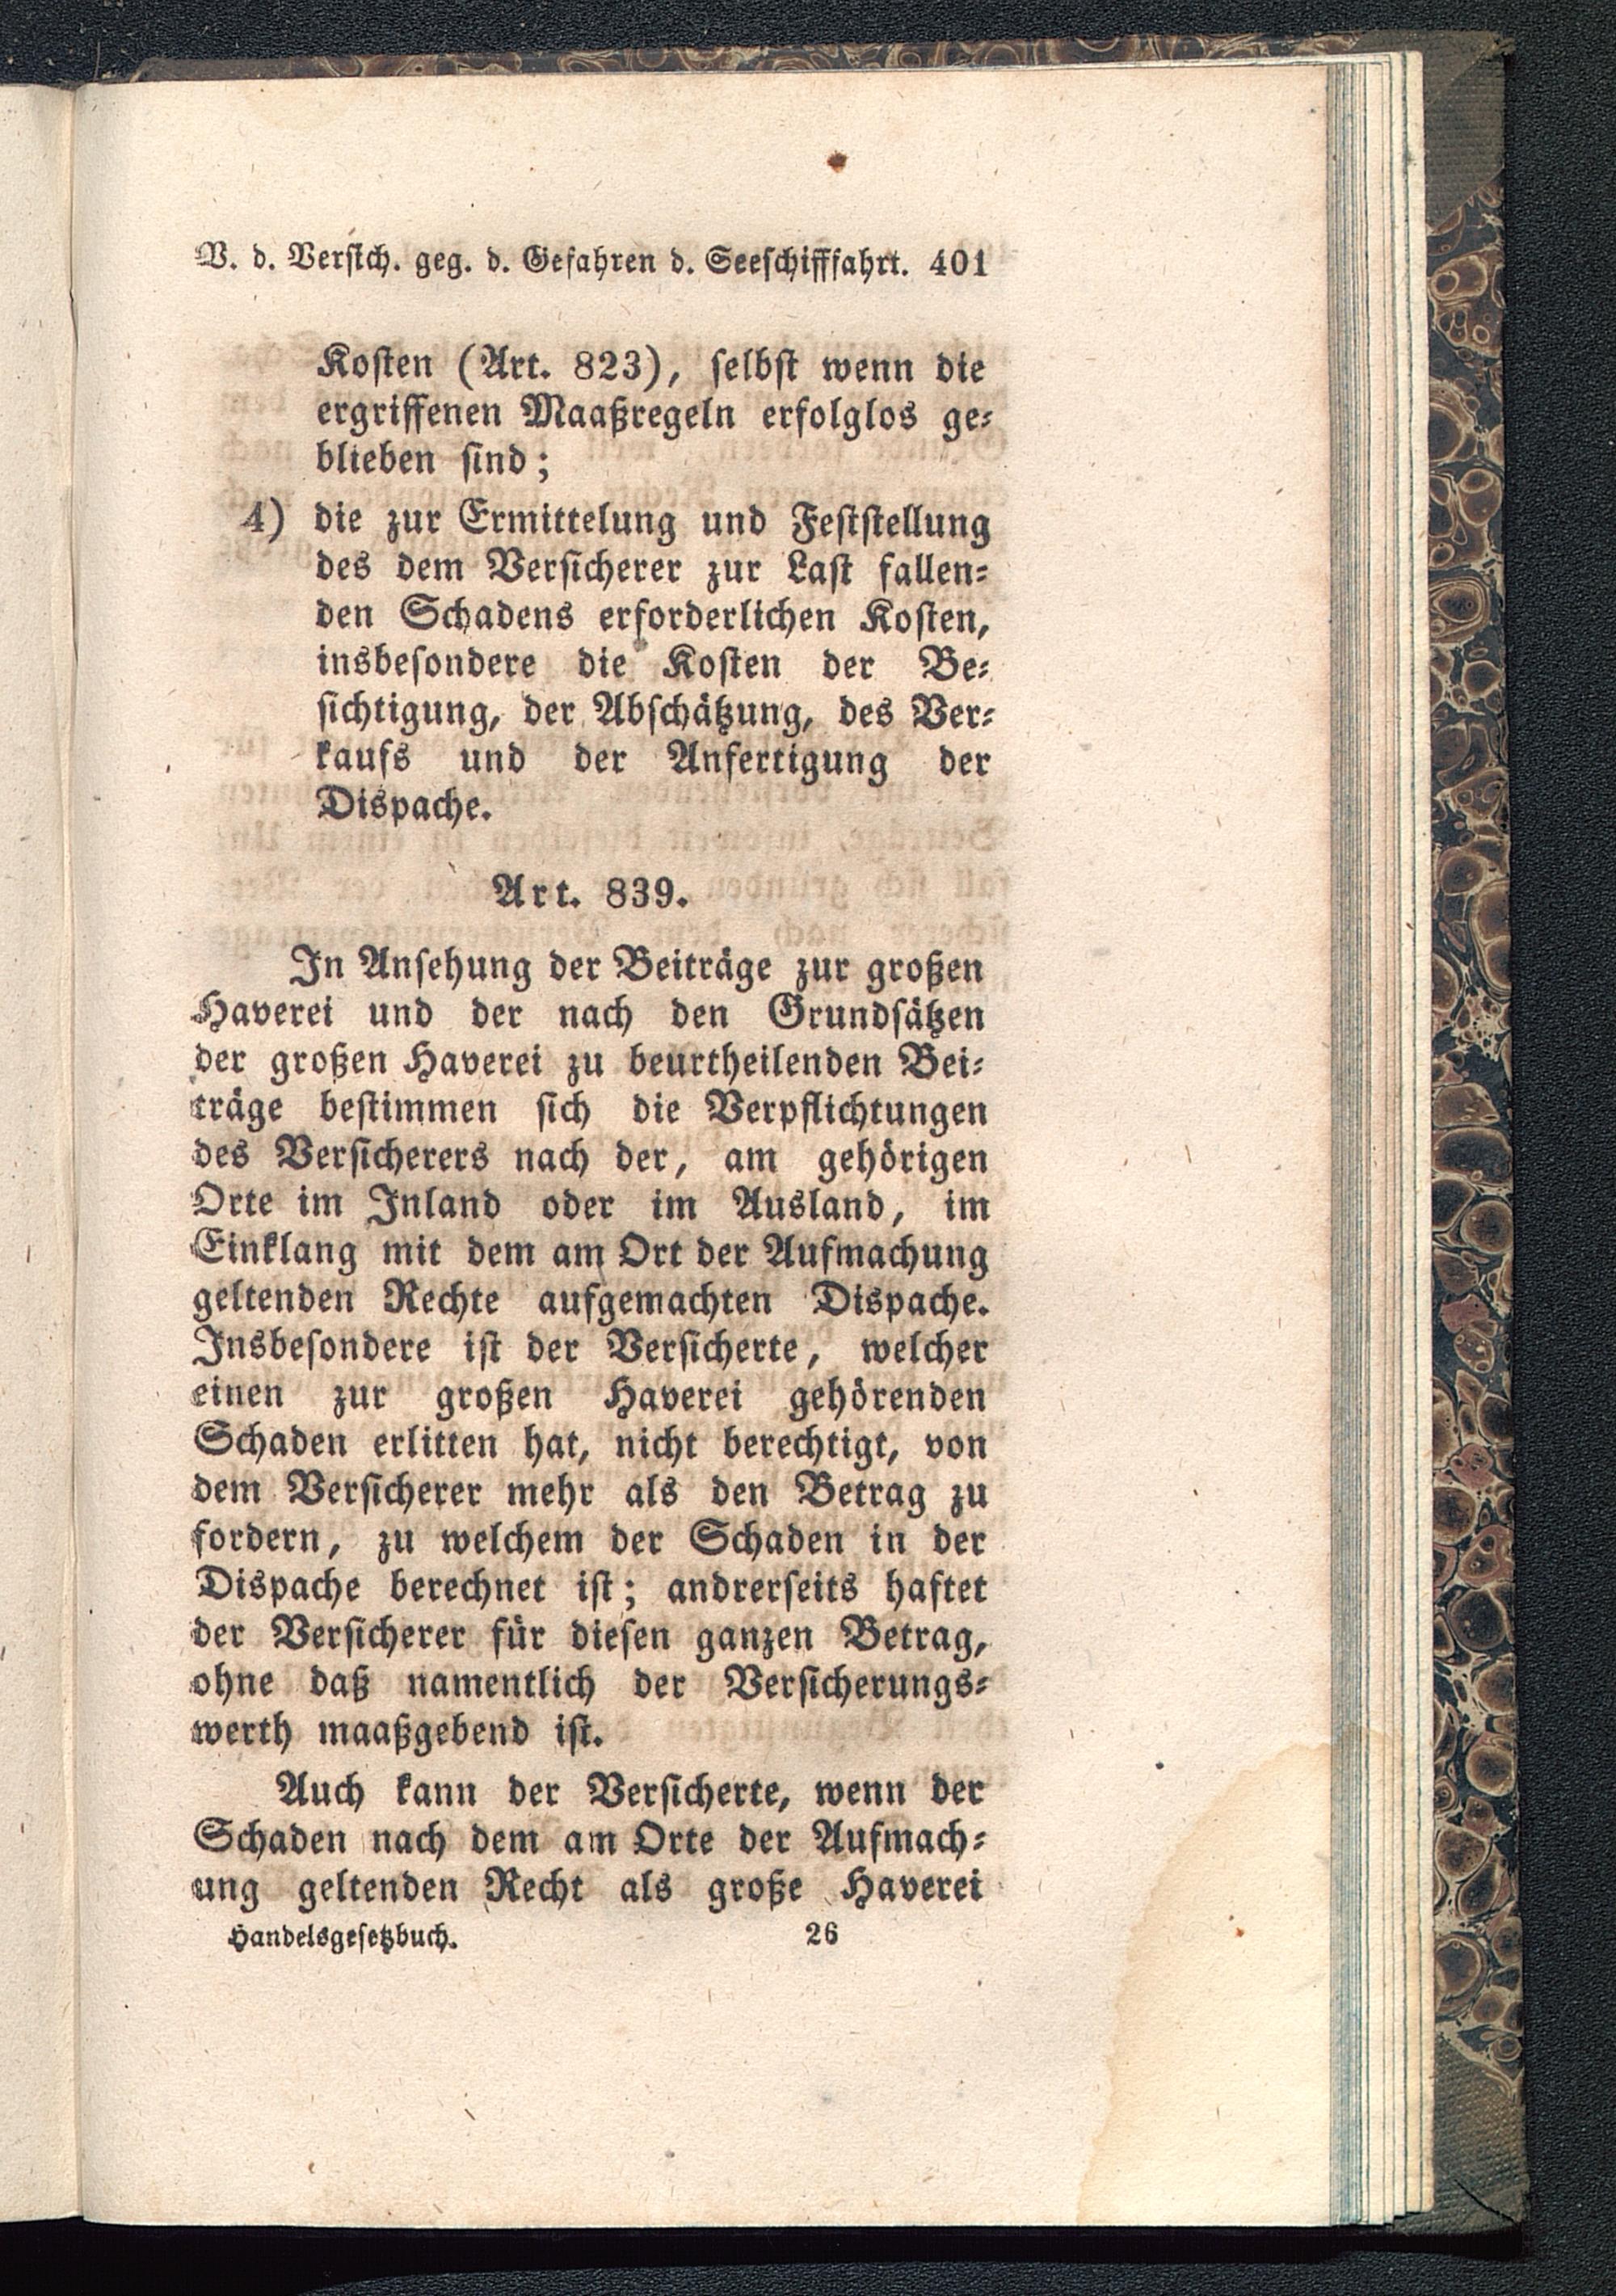 V. d. Versich. geg. d. Gefahren d. Seeschifffahrt. 401
Kosten (Art. 823), selbst wenn die
ergriffenen Maaßregeln erfolglos ge-
blieben sind;
4) die zur Ermittelung und Feststellung
des dem Versicherer zur Last fallen-
den Schadens erforderlichen Kosten,
insbesondere die Kosten der Be-
sichtigung, der Abschätzung, des Ver-
kaufs und der Anfertigung der
Dispache.
Art. 839.
In Ansehung der Beiträge zur großen
Haverei und der nach den Grundsätzen
der großen Haverei zu beurtheilenden Bei-
träge bestimmen sich die Verpflichtungen
des Versicherers nach der, am gehörigen
Orte im Inland oder im Ausland, im
Einklang mit dem am Ort der Aufmachung
geltenden Rechte aufgemachten Dispache.
Insbesondere ist der Versicherte, welcher
einen zur großen Haverei gehörenden
Schaden erlitten hat, nicht berechtigt, von
dem Versicherer mehr als den Betrag zu
fordern, zu welchem der Schaden in der
Dispache berechnet ist; andrerseits haftet
der Versicherer für diesen ganzen Betrag,
ohne daß namentlich der Versicherungs-
werth maaßgebend ist.
Auch kann der Versicherte, wenn der
Schaden nach dem am Orte der Aufmach-
ung geltenden Recht als große Haverei
Handelsgesetzbuch. 26